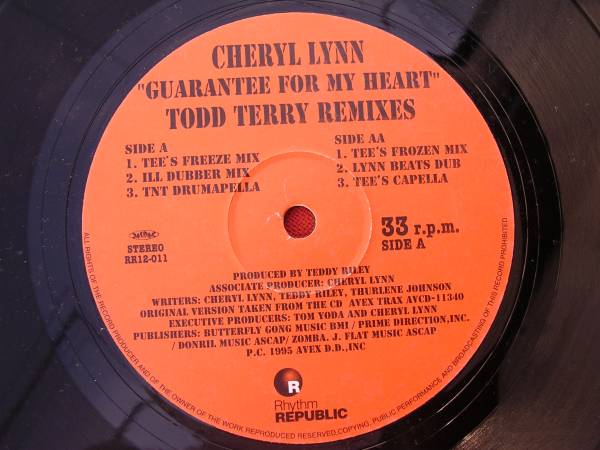 CHERYL LYNN
"GUARANTEE FOR MY HEART"
TODD TERRY REMIXES
SIDE A
1. TEE'S FREEZE MIX
2. ILL DUBBER MIX
3. TNT DRUMAPELLA
SIDE AA
1. TEE'S FROZEN MIX
2. LYNN BEATS DUB
3. TEE'S CAPELLA
STEREO
RR12-011
33 r.p.m.
SIDE A
PRODUCED BY TEDDY RILEY
ASSOCIATE PRODUCER: CHERYL LYNN
WRITERS: CHERYL LYNN, TEDDY RILEY, THURLENE JOHNSON
ORIGINAL VERSION TAKEN FROM THE CD AVEX TRAX AVCD-11340
EXECUTIVE PRODUCERS: TOM YODA AND CHERYL LYNN
PUBLISHERS: BUTTERFLY GONG MUSIC BMI / PRIME DIRECTION,INC.
/ DONRIL MUSIC ASCAP/ ZOMBA. J. FLAT MUSIC ASCAP
P.C. 1995 AVEX D.D.,INC
R
Rhythm
REPUBLIC
ALL RIGHTS OF THE RECORD PRODUCER AND OF THE OWNER OF THE WORK REPRODUCED RESERVED,COPYING, PUBLIC PERFORMANCE AND BROADCASTING OF THIS RECORD PROHIBITED